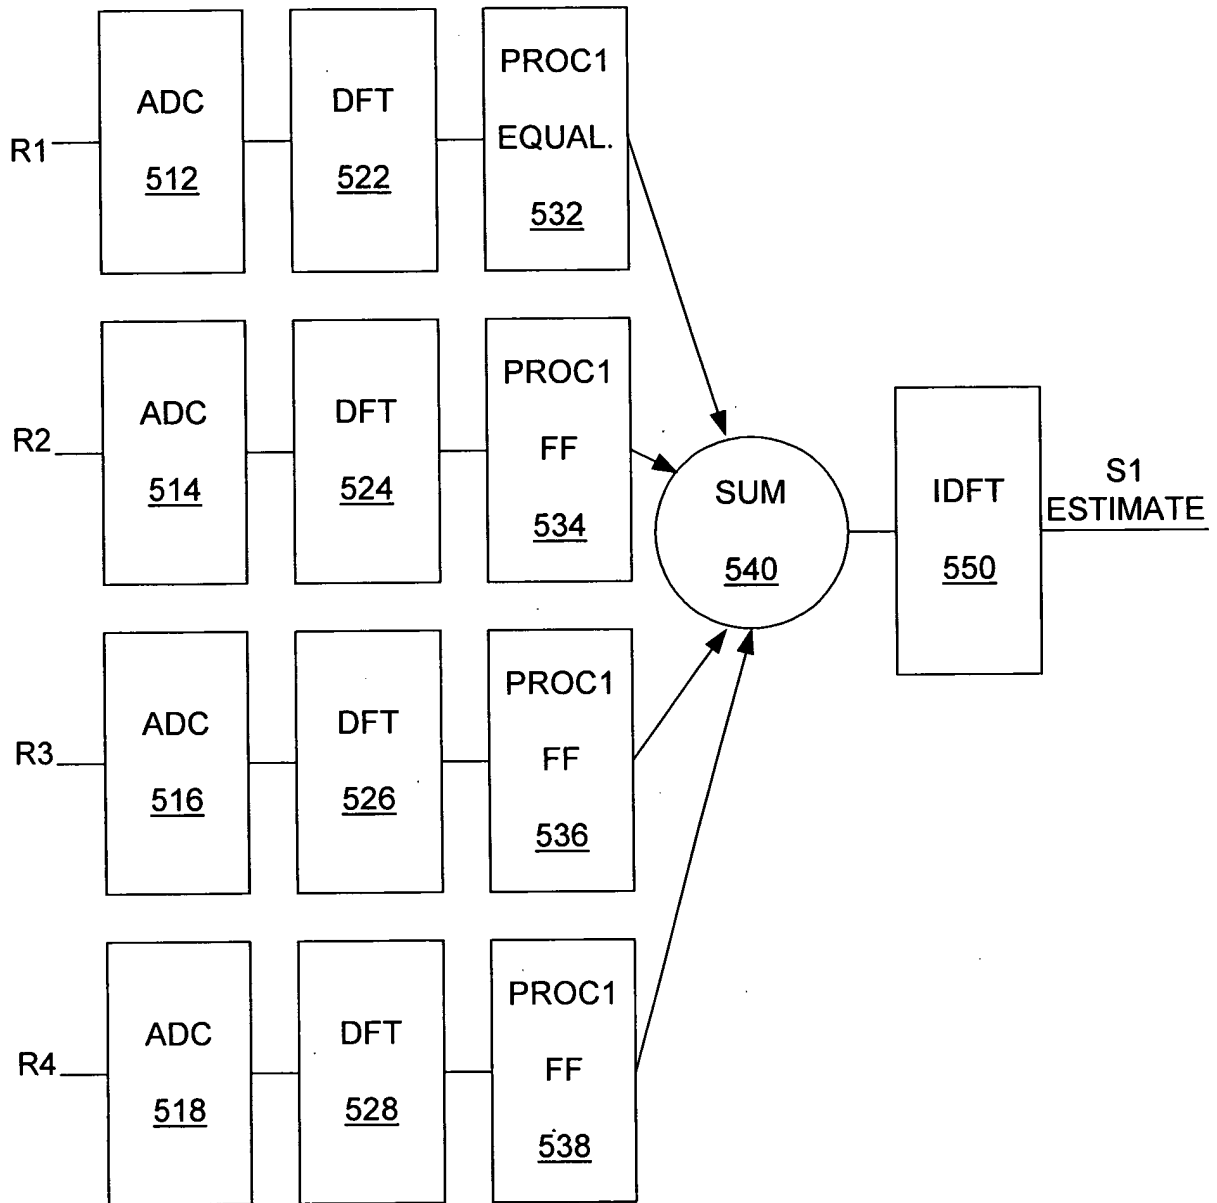 R1
ADC
512
DFT
522
PROC1
EQUAL.
532
R2
ADC
514
DFT
524
PROC1
FF
534
SUM
540
IDFT
550
S1
ESTIMATE
R3
ADC
516
DFT
526
PROC1
FF
536
R4
ADC
518
DFT
528
PROC1
FF
538